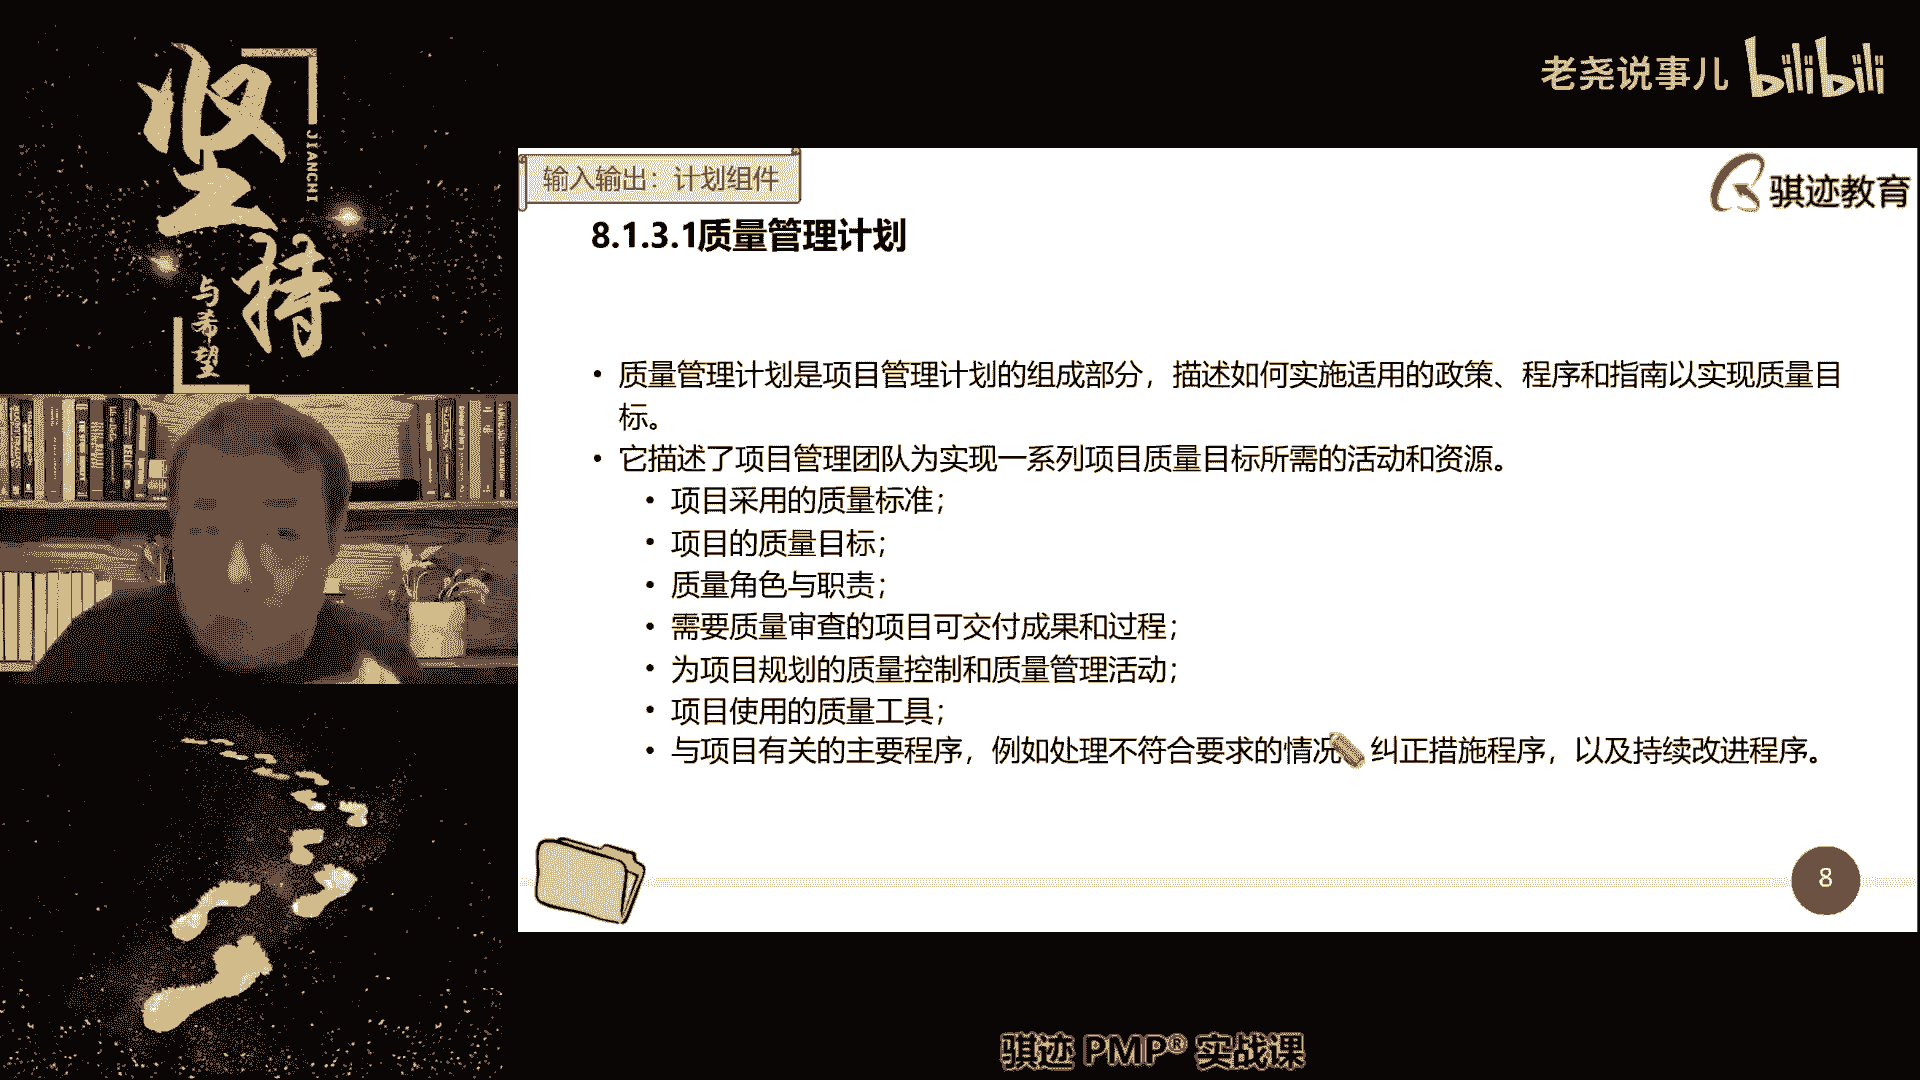 坚持
JIANCHI
与希望
老尧说事儿 bilibili
输入输出：计划组件
骐迹教育
8.1.3.1质量管理计划
• 质量管理计划是项目管理计划的组成部分，描述如何实施适用的政策、程序和指南以实现质量目
标。
• 它描述了项目管理团队为实现一系列项目质量目标所需的活动和资源。
• 项目采用的质量标准；
• 项目的质量目标；
• 质量角色与职责；
• 需要质量审查的项目可交付成果和过程；
• 为项目规划的质量控制和质量管理活动；
• 项目使用的质量工具；
• 与项目有关的主要程序，例如处理不符合要求的情况 纠正措施程序，以及持续改进程序。
8
骐迹 PMP® 实战课